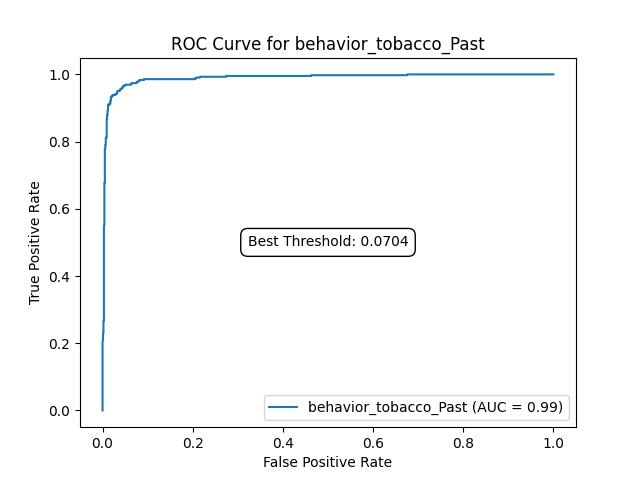 ROC Curve for behavior_tobacco_Past
True Positive Rate
1.0
0.8
0.6
0.4
0.2
0.0
Best Threshold: 0.0704
behavior_tobacco_Past (AUC = 0.99)
0.0 0.2 0.4 0.6 0.8 1.0
False Positive Rate